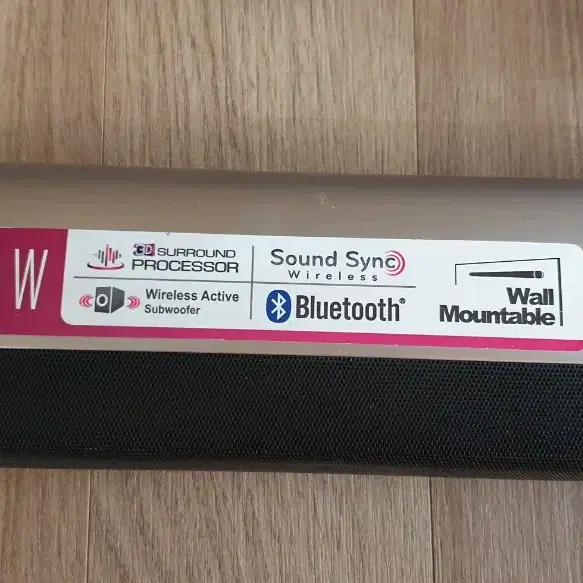 W
3D SURROUND
PROCESSOR
Sound Sync
Wireless
Wireless Active
Subwoofer
Bluetooth®
Wall
Mountable